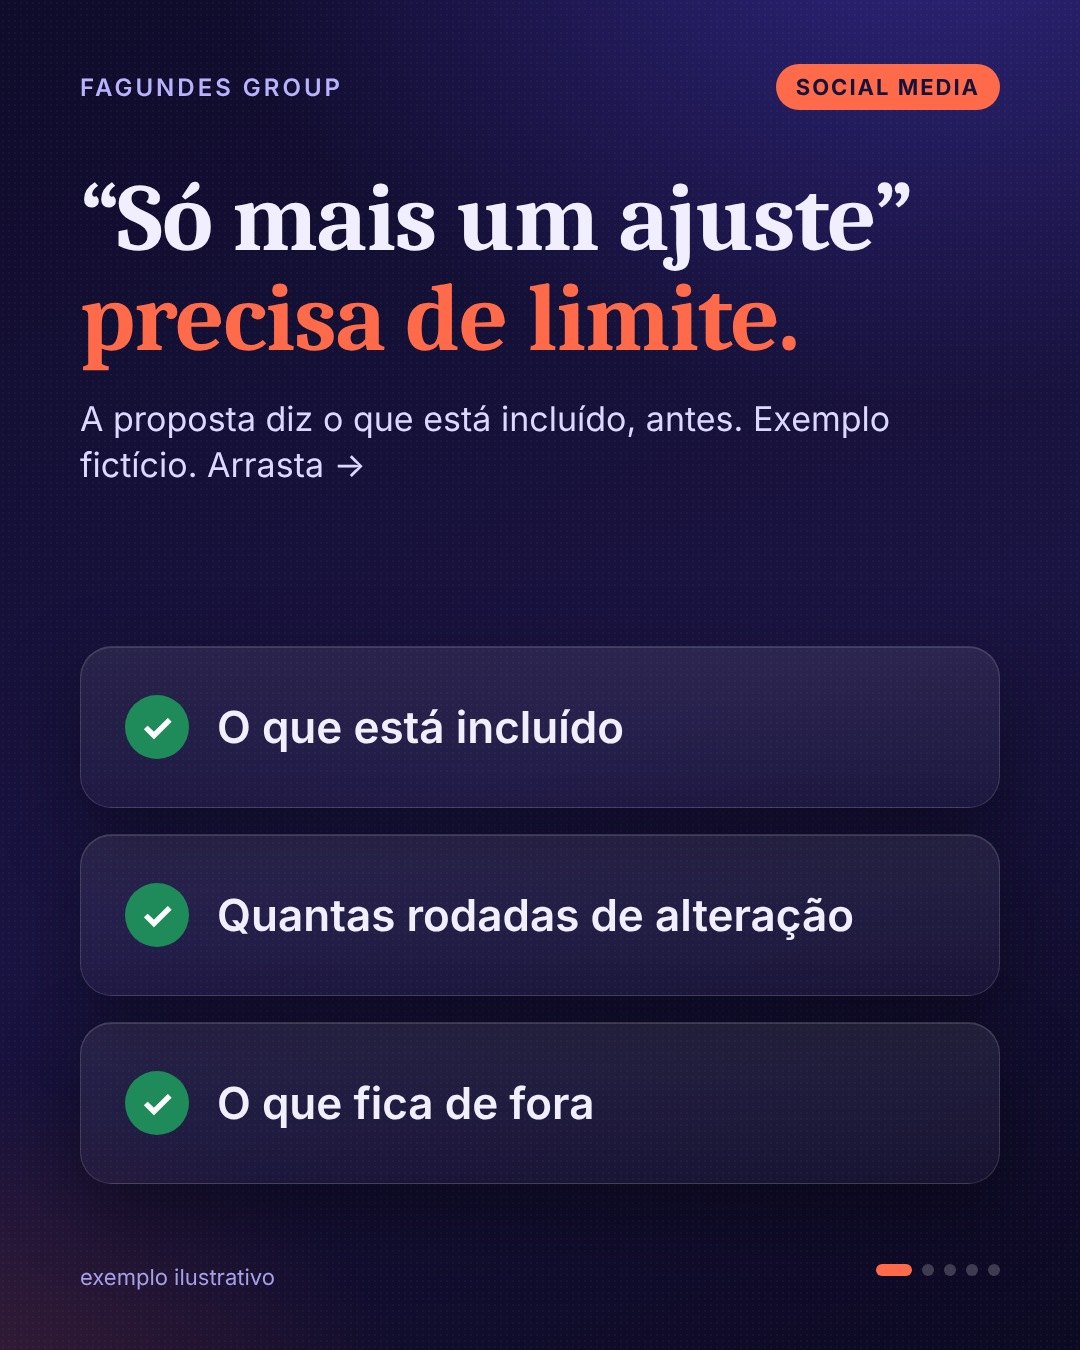 FAGUNDES GROUP
SOCIAL MEDIA
“Só mais um ajuste”
precisa de limite.
A proposta diz o que está incluído, antes. Exemplo
fictício. Arrasta →
O que está incluído
Quantas rodadas de alteração
O que fica de fora
exemplo ilustrativo